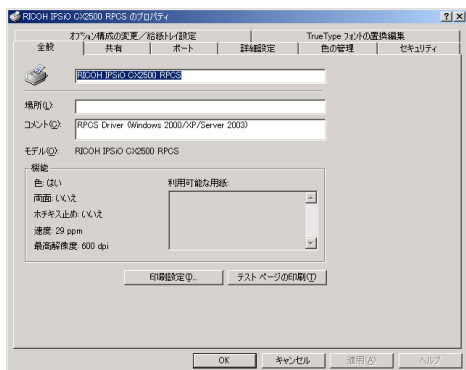 RICOH IPSiO CX2500 RPCS のプロパティ
オプション構成の変更／給紙トレイ設定
TrueType フォントの置換編集
全般
共有
ポート
詳細設定
色の管理
セキュリティ
RICOH IPSiO CX2500 RPCS
場所(L):
コメント(C):
RPCS Driver (Windows 2000/XP/Server 2003)
モデル(O):
RICOH IPSiO CX2500 RPCS
機能
色: はい
利用可能な用紙:
両面: いいえ
ホチキス止め: いいえ
速度: 29 ppm
最高解像度: 600 dpi
印刷設定(I)...
テスト ページの印刷(T)
OK
キャンセル
適用(A)
ヘルプ